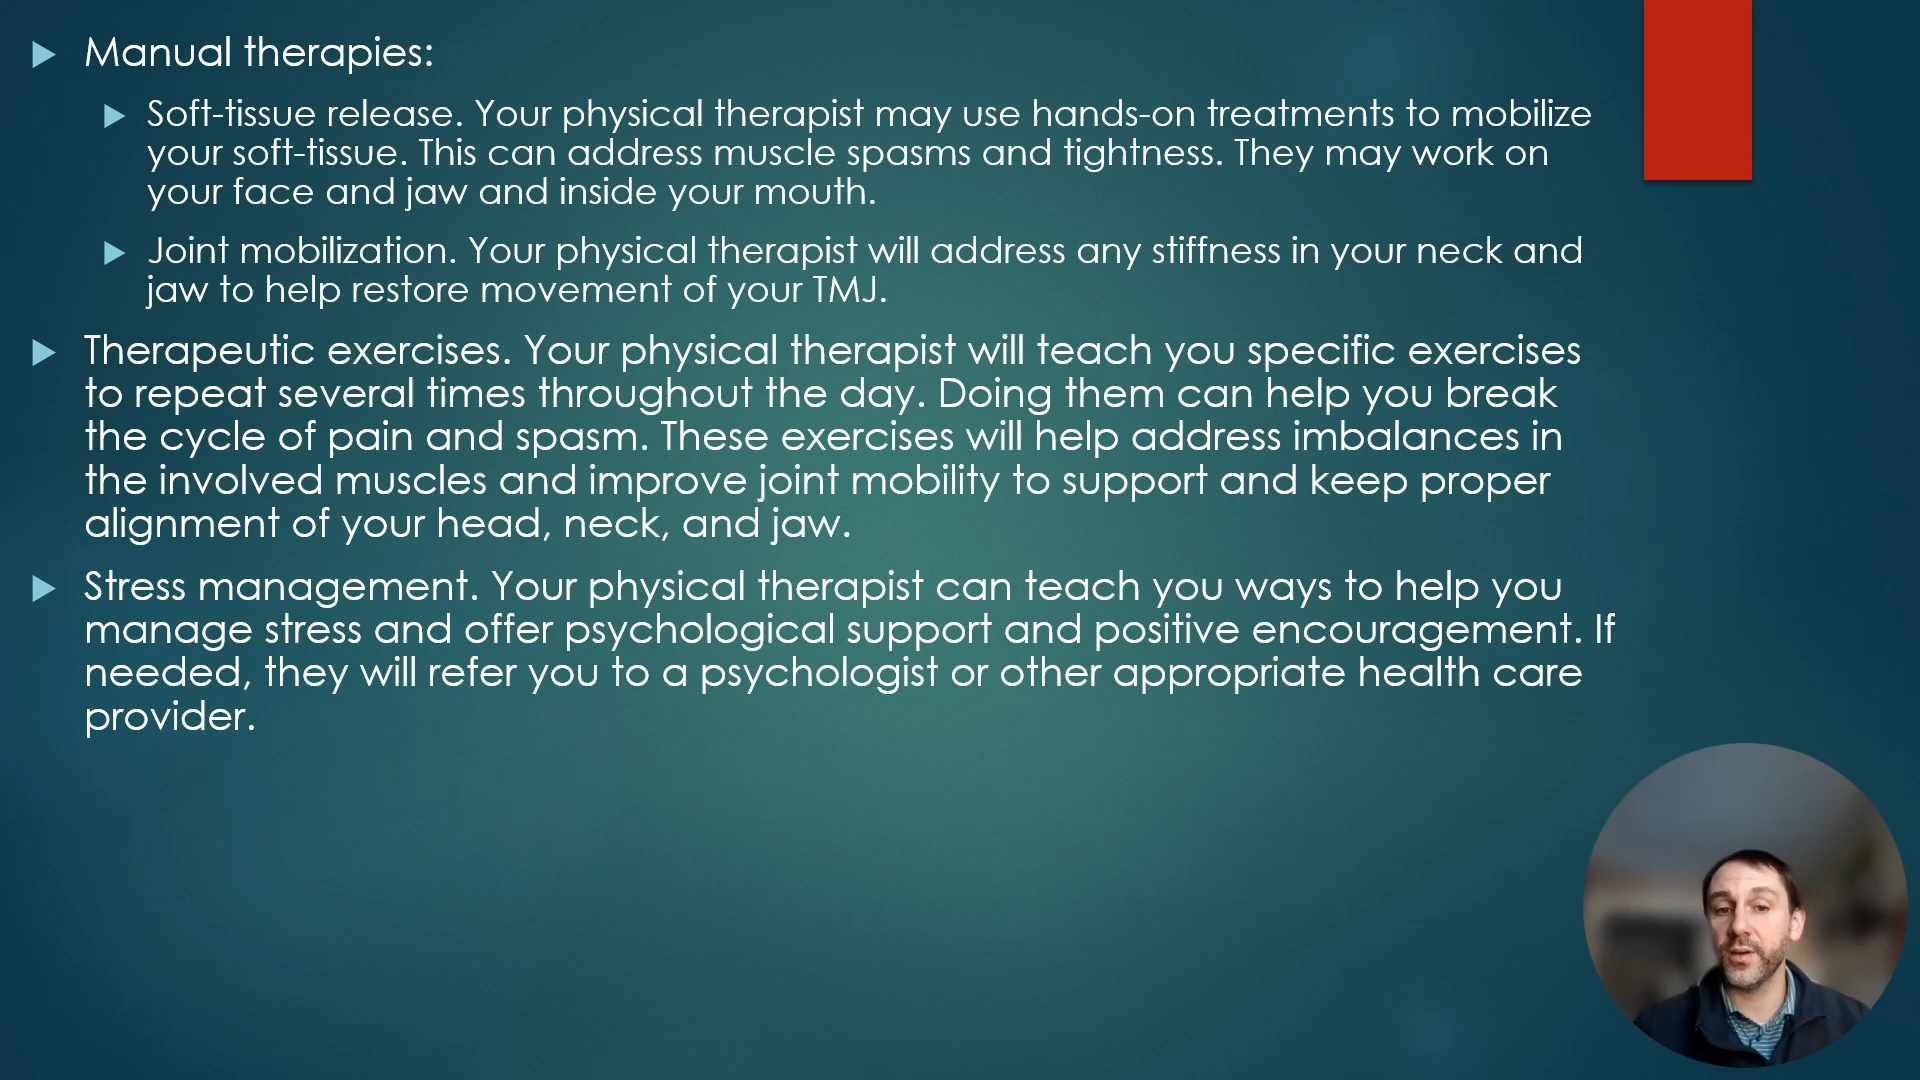 Manual therapies:
Soft-tissue release. Your physical therapist may use hands-on treatments to mobilize
your soft-tissue. This can address muscle spasms and tightness. They may work on
your face and jaw and inside your mouth.
Joint mobilization. Your physical therapist will address any stiffness in your neck and
jaw to help restore movement of your TMJ.
Therapeutic exercises. Your physical therapist will teach you specific exercises
to repeat several times throughout the day. Doing them can help you break
the cycle of pain and spasm. These exercises will help address imbalances in
the involved muscles and improve joint mobility to support and keep proper
alignment of your head, neck, and jaw.
Stress management. Your physical therapist can teach you ways to help you
manage stress and offer psychological support and positive encouragement. If
needed, they will refer you to a psychologist or other appropriate health care
provider.